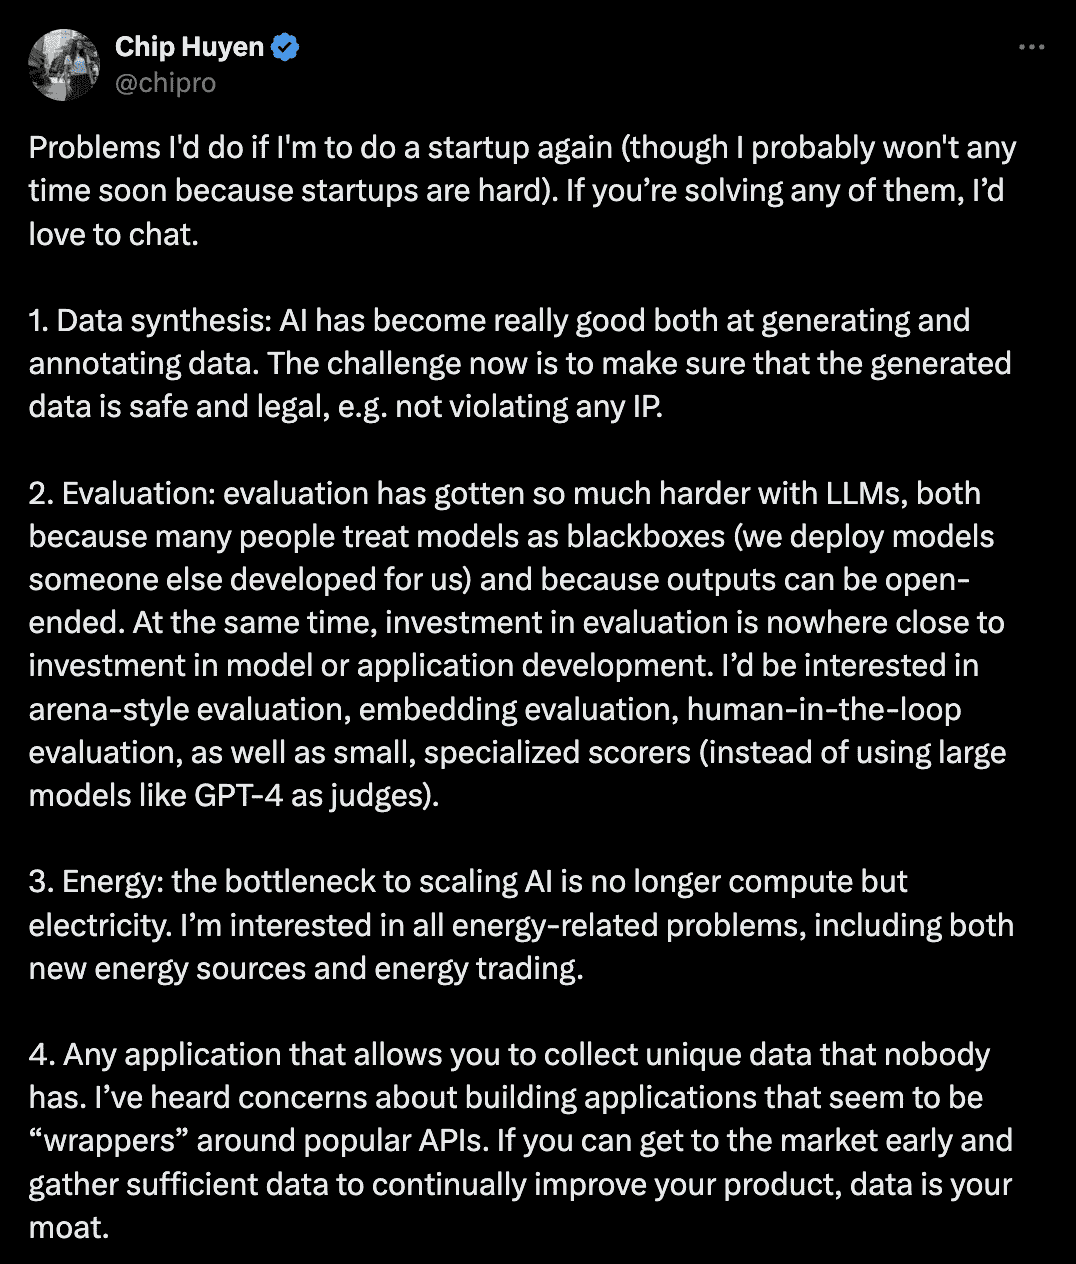 Chip Huyen
@chipro
Problems I'd do if I'm to do a startup again (though I probably won't any
time soon because startups are hard). If you’re solving any of them, I’d
love to chat.
1. Data synthesis: AI has become really good both at generating and
annotating data. The challenge now is to make sure that the generated
data is safe and legal, e.g. not violating any IP.
2. Evaluation: evaluation has gotten so much harder with LLMs, both
because many people treat models as blackboxes (we deploy models
someone else developed for us) and because outputs can be open-
ended. At the same time, investment in evaluation is nowhere close to
investment in model or application development. I’d be interested in
arena-style evaluation, embedding evaluation, human-in-the-loop
evaluation, as well as small, specialized scorers (instead of using large
models like GPT-4 as judges).
3. Energy: the bottleneck to scaling AI is no longer compute but
electricity. I’m interested in all energy-related problems, including both
new energy sources and energy trading.
4. Any application that allows you to collect unique data that nobody
has. I’ve heard concerns about building applications that seem to be
“wrappers” around popular APIs. If you can get to the market early and
gather sufficient data to continually improve your product, data is your
moat.